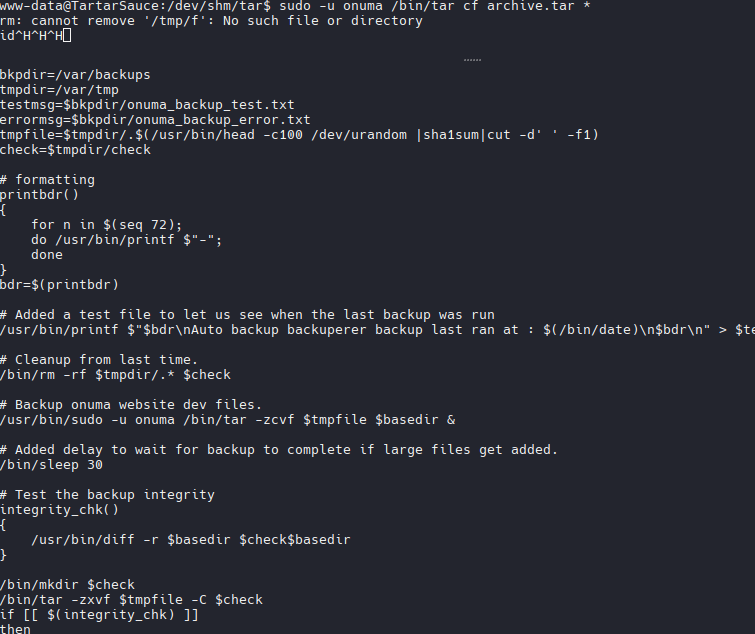 www-data@TartarSauce:/dev/shm/tar$ sudo -u onuma /bin/tar cf archive.tar *
rm: cannot remove '/tmp/f': No such file or directory
id^H^H^H
......
bkpdir=/var/backups
tmpdir=/var/tmp
testmsg=$bkpdir/onuma_backup_test.txt
errormsg=$bkpdir/onuma_backup_error.txt
tmpfile=$tmpdir/.$(/usr/bin/head -c100 /dev/urandom |sha1sum|cut -d' ' -f1)
check=$tmpdir/check

# formatting
printbdr()
{
    for n in $(seq 72);
    do /usr/bin/printf $"-";
    done
}
bdr=$(printbdr)

# Added a test file to let us see when the last backup was run
/usr/bin/printf $"$bdr\nAuto backup backuperer backup last ran at : $(/bin/date)\n$bdr\n" > $te

# Cleanup from last time.
/bin/rm -rf $tmpdir/.* $check

# Backup onuma website dev files.
/usr/bin/sudo -u onuma /bin/tar -zcvf $tmpfile $basedir &

# Added delay to wait for backup to complete if large files get added.
/bin/sleep 30

# Test the backup integrity
integrity_chk()
{
    /usr/bin/diff -r $basedir $check$basedir
}

/bin/mkdir $check
/bin/tar -zxvf $tmpfile -C $check
if [[ $(integrity_chk) ]]
then